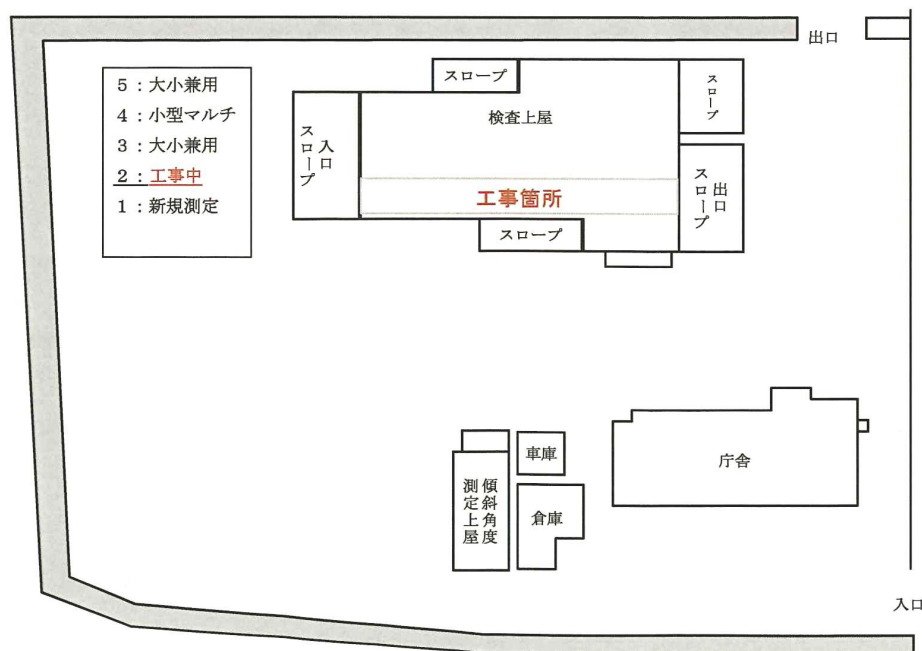 出口
5：大小兼用
4：小型マルチ
3：大小兼用
2：工事中
1：新規測定
スロープ
検査上屋
スロープ
入口
スロープ
工事箇所
出口
スロープ
スロープ
車庫
庁舎
傾斜角度
測定上屋
倉庫
入口